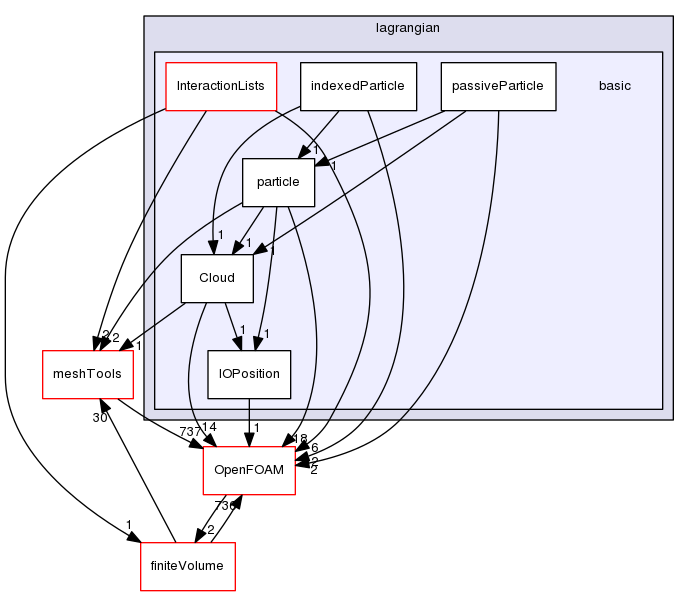 lagrangian
InteractionLists
indexedParticle
passiveParticle
basic
1
1
particle
1
1
1
Cloud
1
1
2
2
1
meshTools
IOPosition
30
737
14
1
18
6
2
2
OpenFOAM
736
1
2
finiteVolume